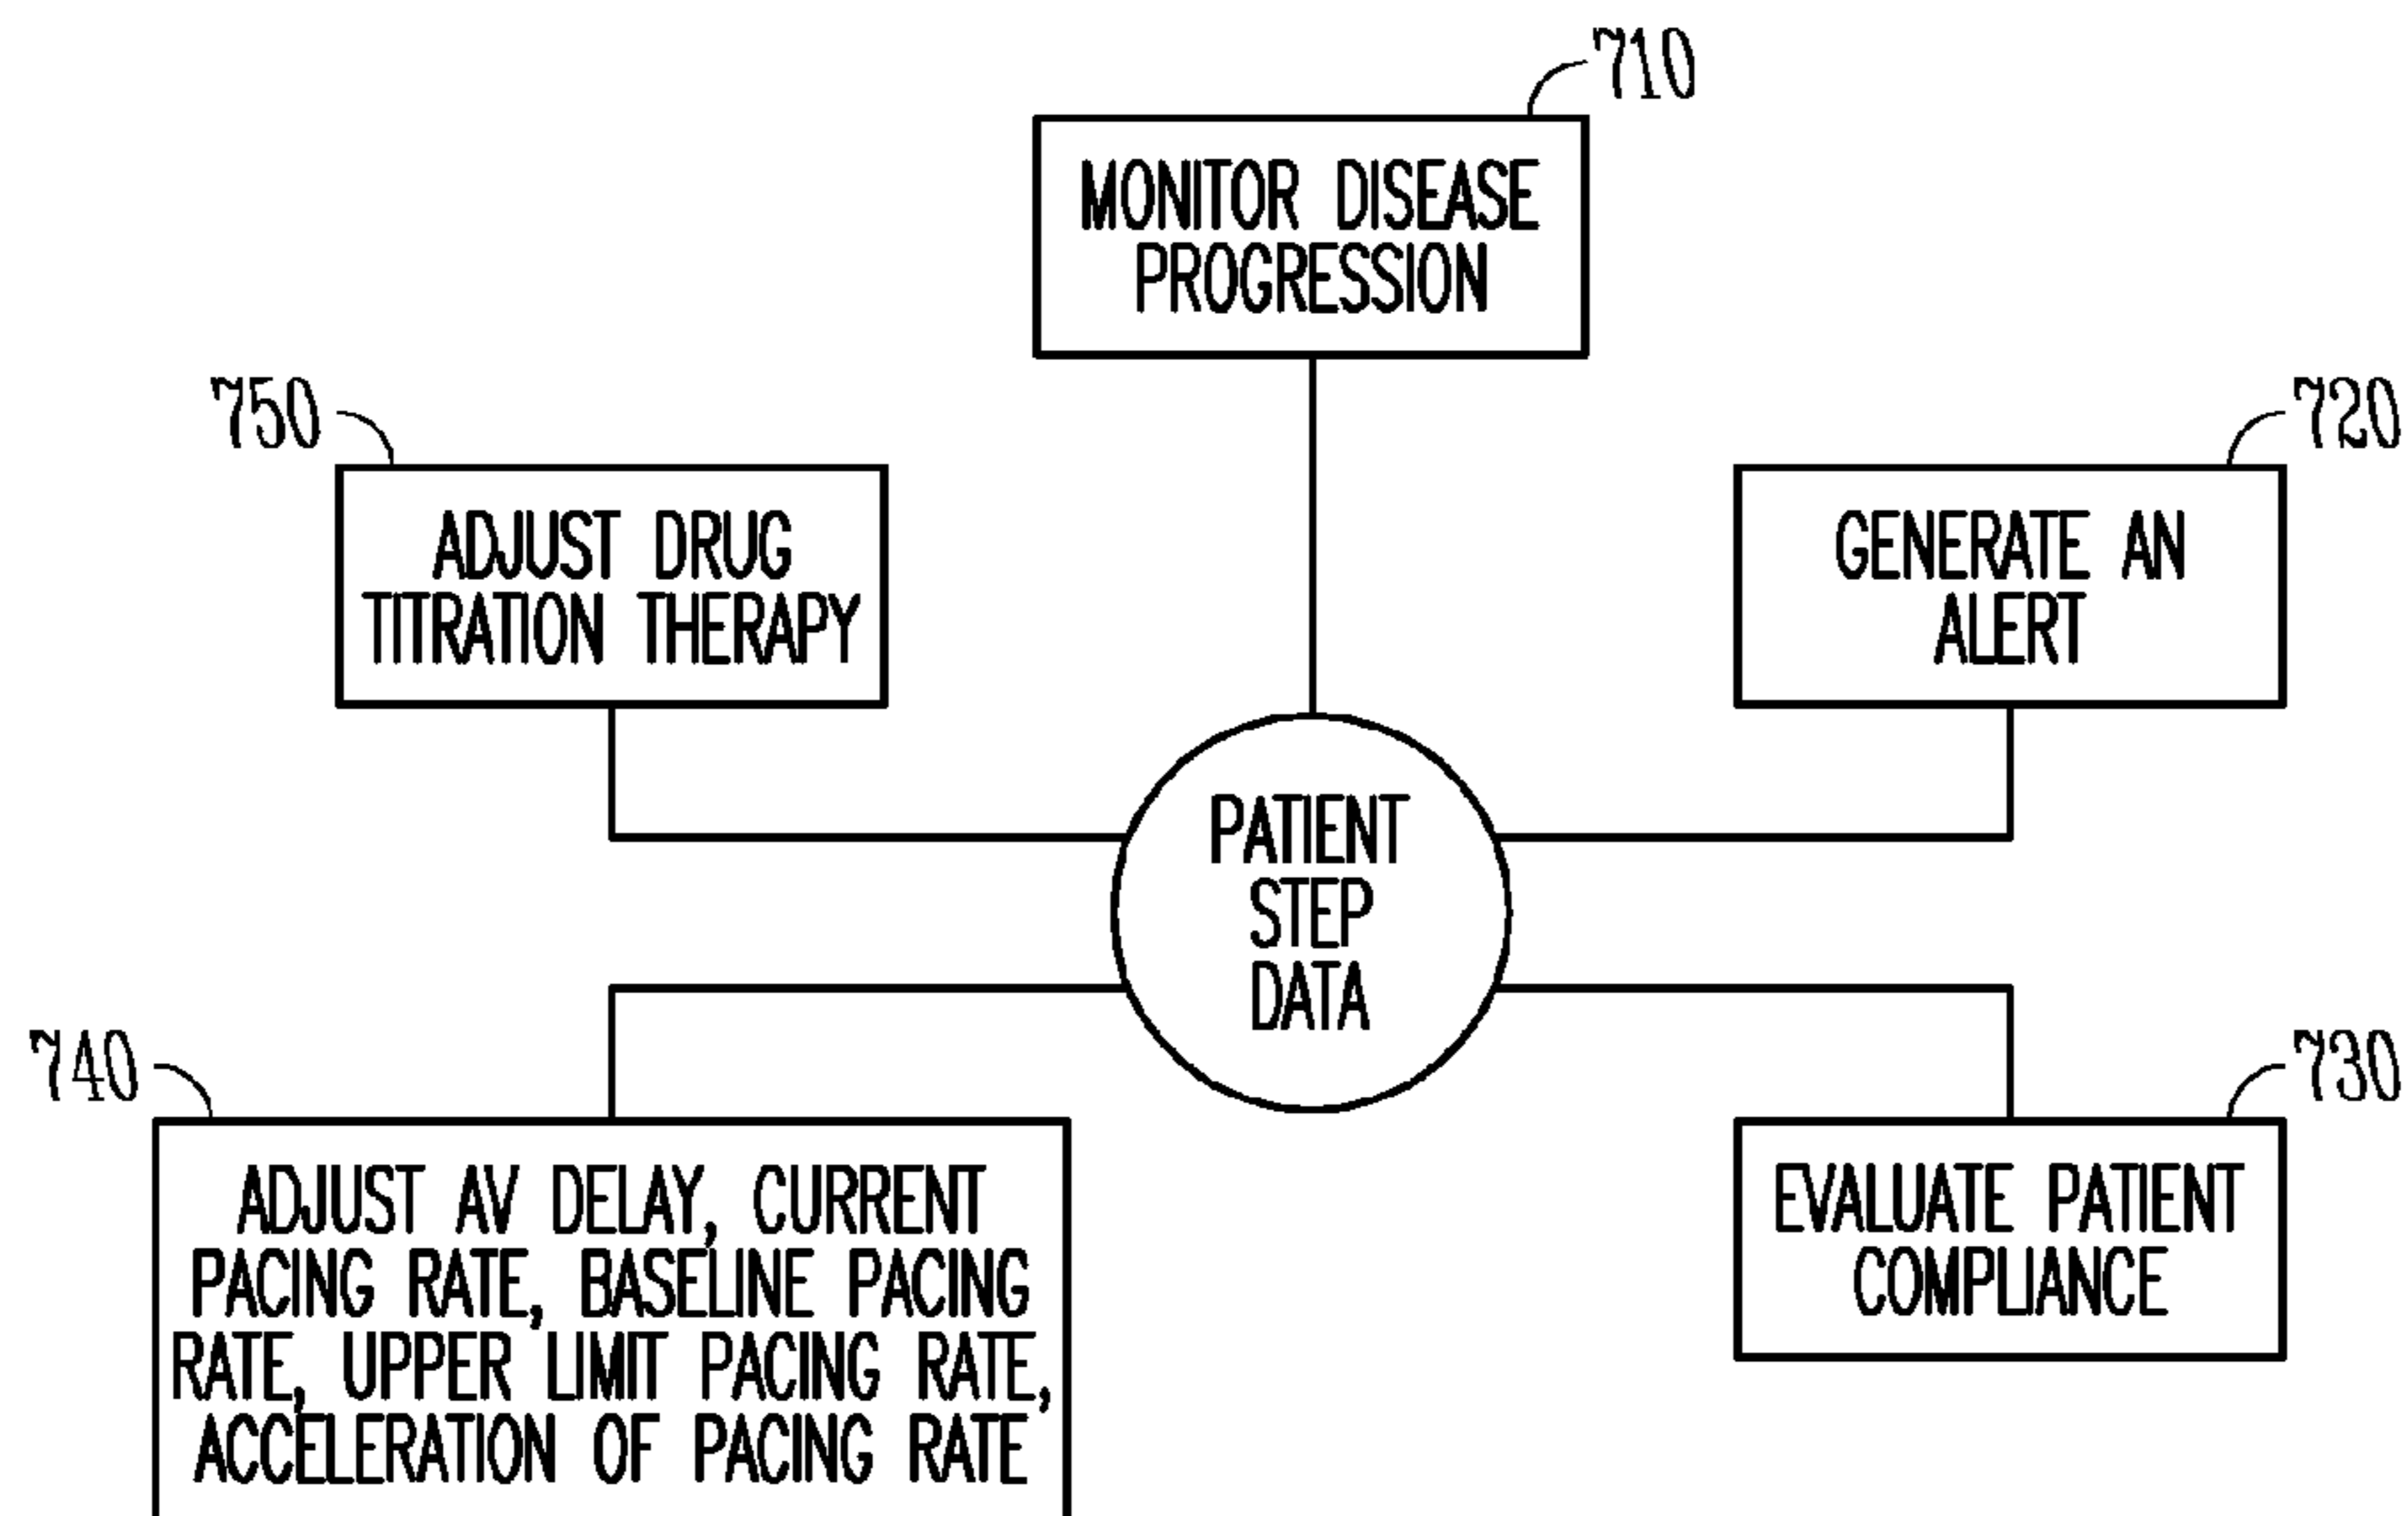 710
MONITOR DISEASE
PROGRESSION
750
ADJUST DRUG
TITRATION THERAPY
720
GENERATE AN
ALERT
PATIENT
STEP
DATA
740
ADJUST AV DELAY, CURRENT
PACING RATE, BASELINE PACING
RATE, UPPER LIMIT PACING RATE,
ACCELERATION OF PACING RATE
730
EVALUATE PATIENT
COMPLIANCE